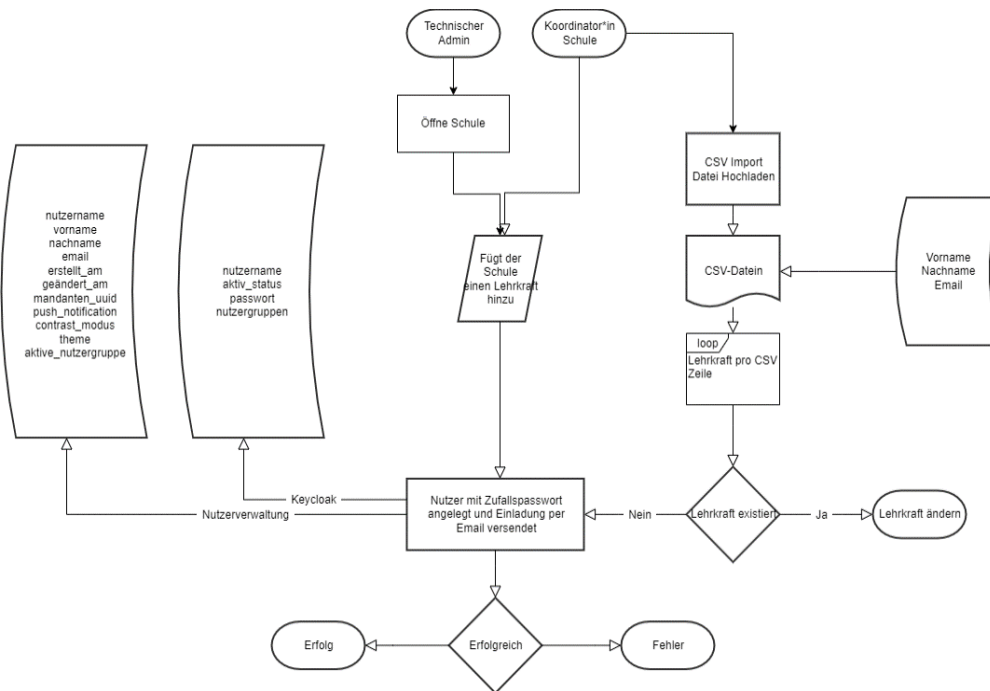 Technischer
Admin
Koordinator*in
Schule
Öffne Schule
CSV Import
Datei Hochladen
nutzername
vorname
nachname
email
erstellt_am
geändert_am
mandanten_uuid
push_notification
contrast_modus
theme
aktive_nutzergruppe
nutzername
aktiv_status
passwort
nutzergruppen
Fügt der
Schule
einen Lehrkraft
hinzu
CSV-Datein
Vorname
Nachname
Email
loop
Lehrkraft pro CSV
Zeile
Keycloak
Nutzerverwaltung
Nutzer mit Zufallspasswort
angelegt und Einladung per
Email versendet
Nein
Lehrkraft existiert
Ja
Lehrkraft ändern
Erfolg
Erfolgreich
Fehler